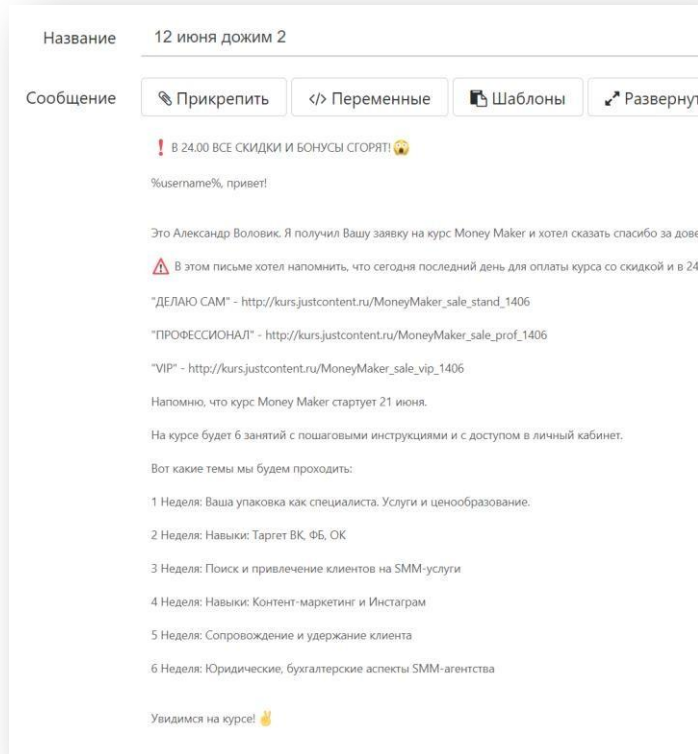 Название
12 июня дожим 2
Сообщение
Прикрепить
</> Переменные
Шаблоны
Развернут
❗ В 24.00 ВСЕ СКИДКИ И БОНУСЫ СГОРЯТ! 😱
%username%, привет!
Это Александр Воловик. Я получил Вашу заявку на курс Money Maker и хотел сказать спасибо за дове
⚠ В этом письме хотел напомнить, что сегодня последний день для оплаты курса со скидкой и в 24
"ДЕЛАЮ САМ" - http://kurs.justcontent.ru/MoneyMaker_sale_stand_1406
"ПРОФЕССИОНАЛ" - http://kurs.justcontent.ru/MoneyMaker_sale_prof_1406
"VIP" - http://kurs.justcontent.ru/MoneyMaker_sale_vip_1406
Напомню, что курс Money Maker стартует 21 июня.
На курсе будет 6 занятий с пошаговыми инструкциями и с доступом в личный кабинет.
Вот какие темы мы будем проходить:
1 Неделя: Ваша упаковка как специалиста. Услуги и ценообразование.
2 Неделя: Навыки: Таргет ВК, ФБ, ОК
3 Неделя: Поиск и привлечение клиентов на SMM-услуги
4 Неделя: Навыки: Контент-маркетинг и Инстаграм
5 Неделя: Сопровождение и удержание клиента
6 Неделя: Юридические, бухгалтерские аспекты SMM-агентства
Увидимся на курсе! ✌